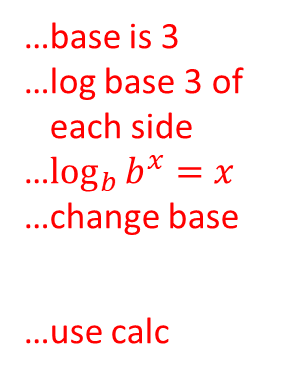 ...base is 3
...log base 3 of
each side
...log_b b^x = x
...change base
...use calc